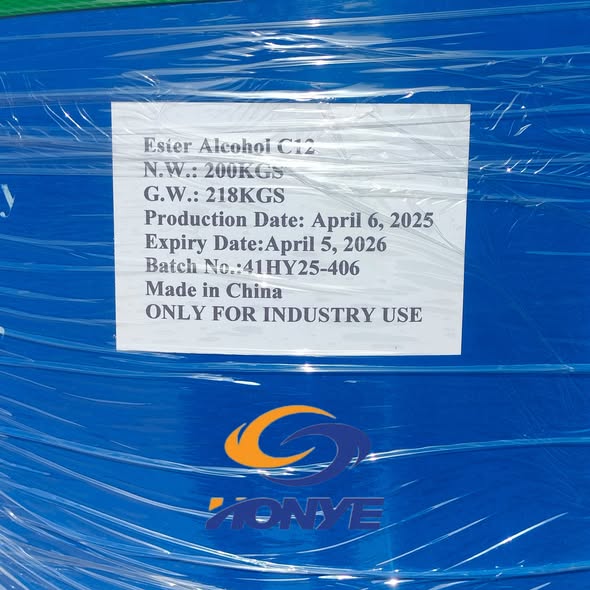 Ester Alcohol C12
N.W.: 200KGS
G.W.: 218KGS
Production Date: April 6, 2025
Expiry Date:April 5, 2026
Batch No.:41HY25-406
Made in China
ONLY FOR INDUSTRY USE
HONYE